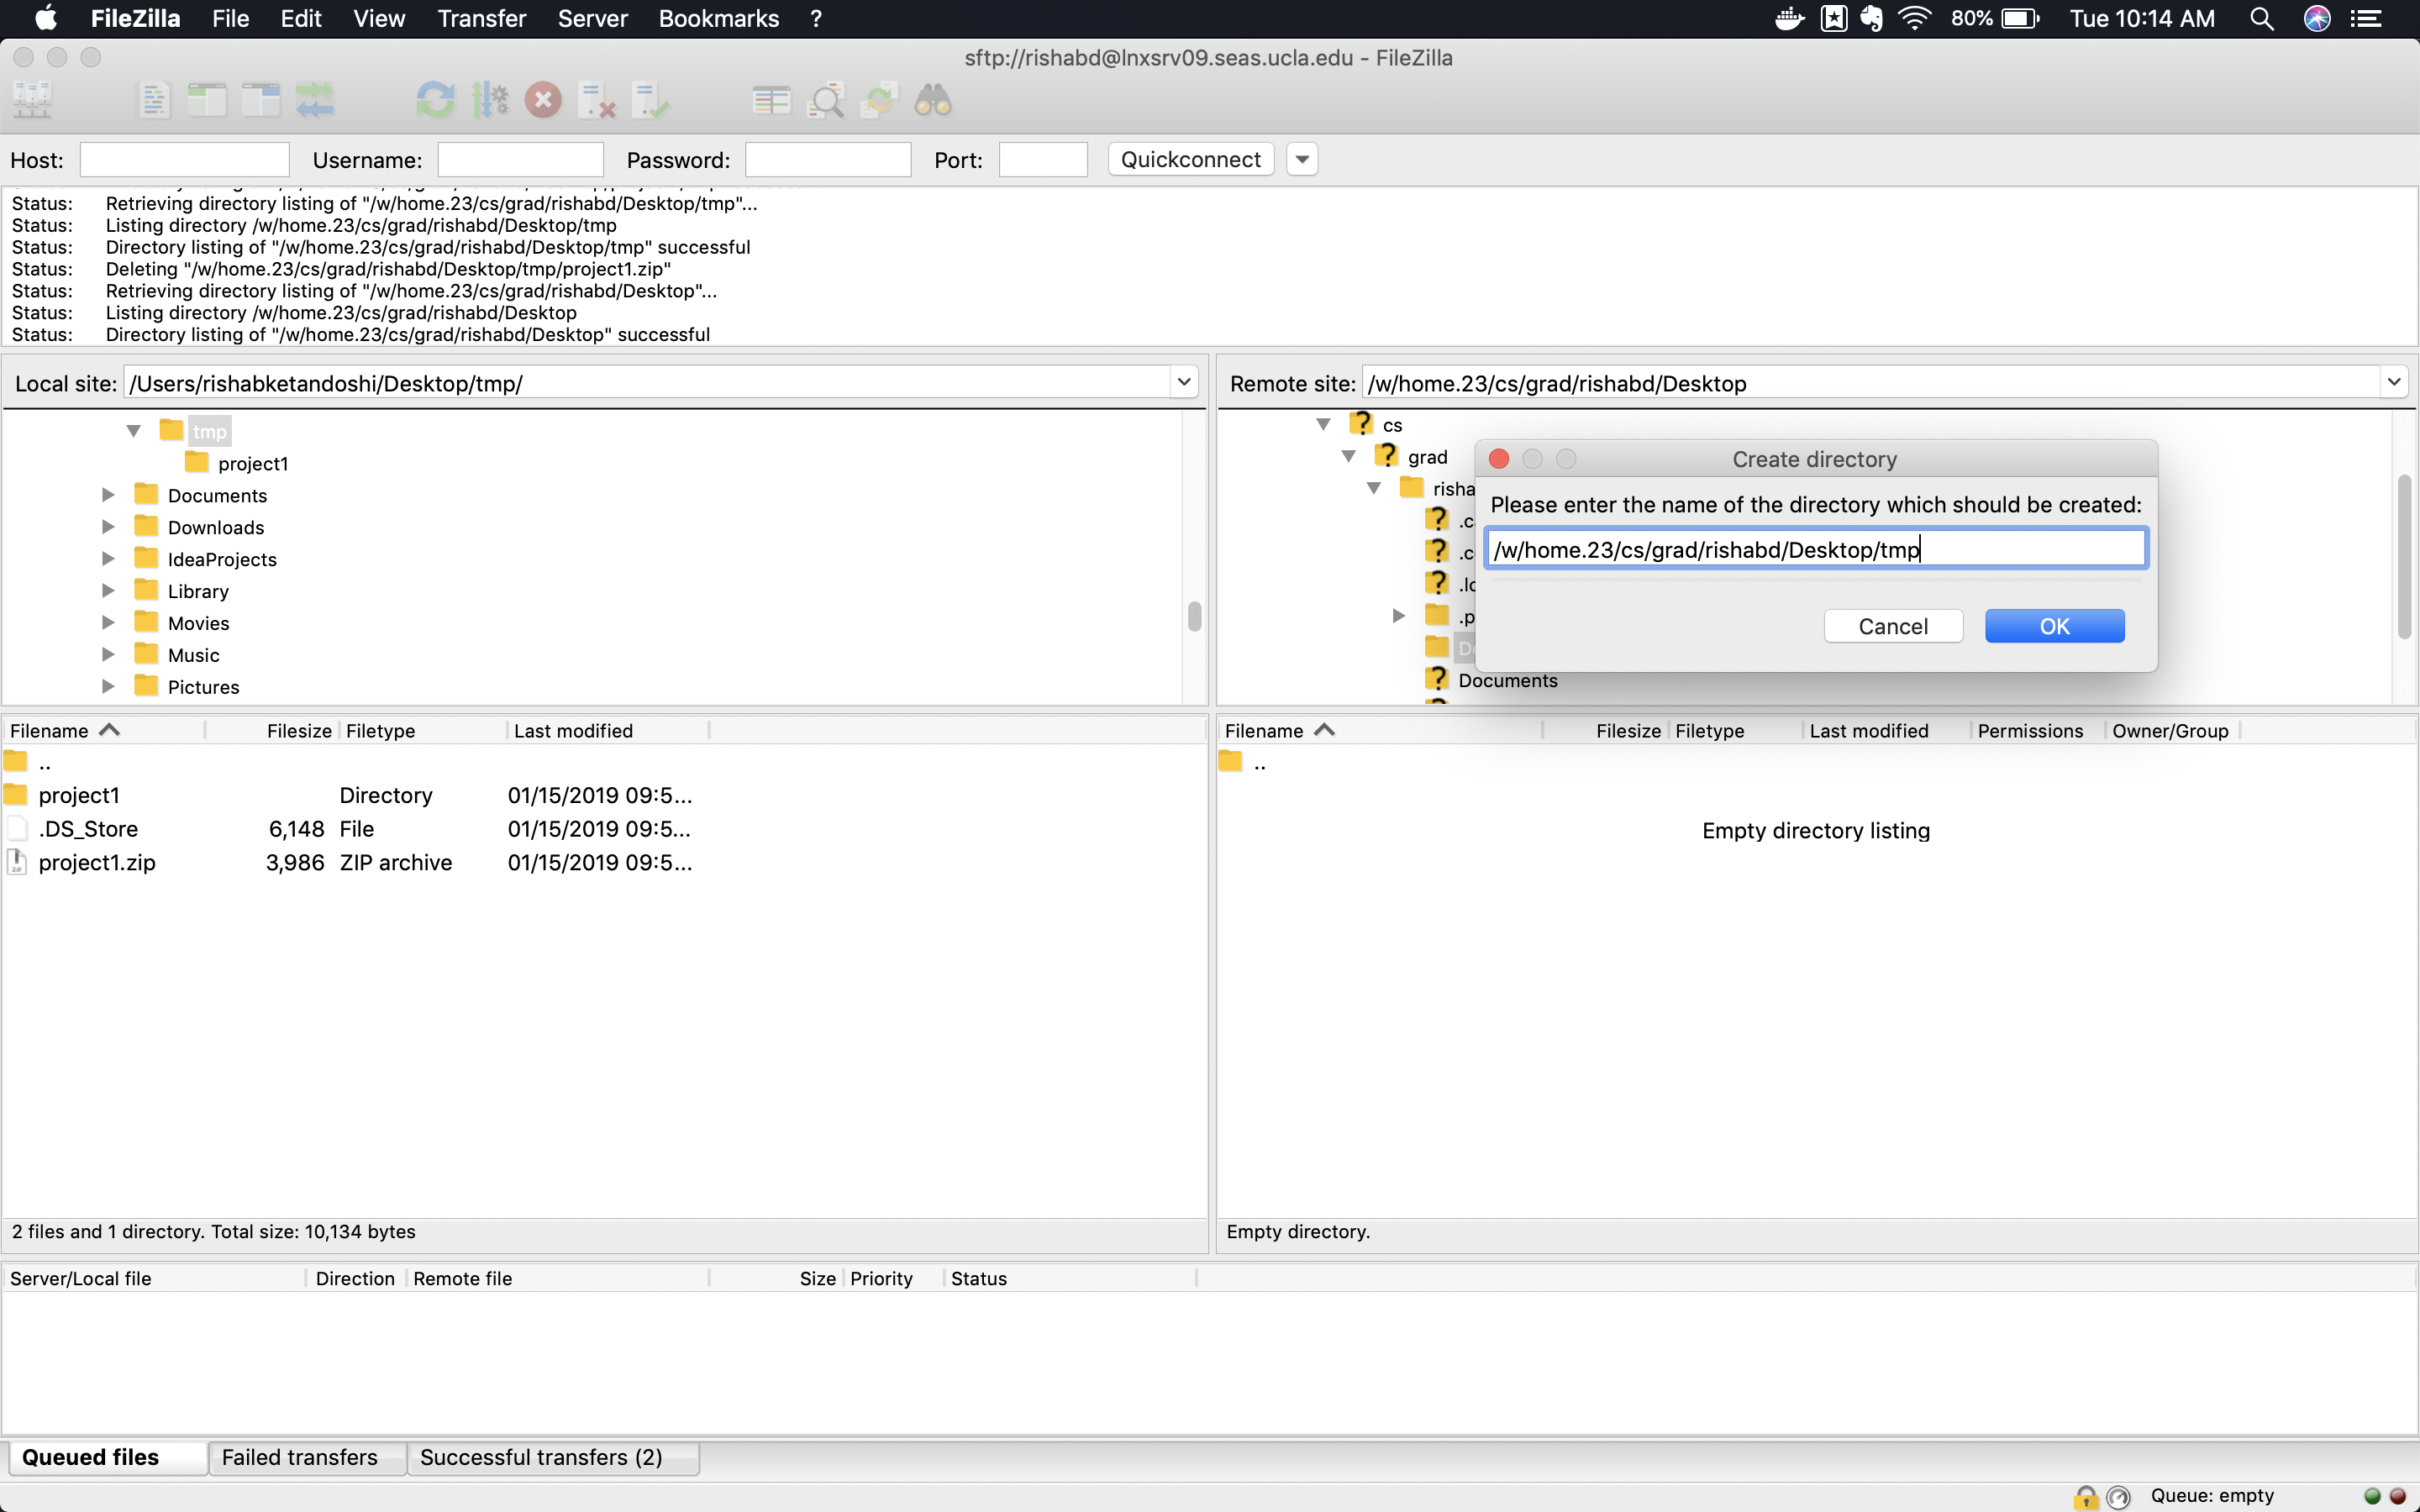 FileZilla File Edit View Transfer Server Bookmarks ? 80% Tue 10:14 AM
sftp://rishabd@lnxsrv09.seas.ucla.edu - FileZilla
Host: Username: Password: Port: Quickconnect
Status: Retrieving directory listing of "/w/home.23/cs/grad/rishabd/Desktop/tmp"...
Status: Listing directory /w/home.23/cs/grad/rishabd/Desktop/tmp
Status: Directory listing of "/w/home.23/cs/grad/rishabd/Desktop/tmp" successful
Status: Deleting "/w/home.23/cs/grad/rishabd/Desktop/tmp/project1.zip"
Status: Retrieving directory listing of "/w/home.23/cs/grad/rishabd/Desktop"...
Status: Listing directory /w/home.23/cs/grad/rishabd/Desktop
Status: Directory listing of "/w/home.23/cs/grad/rishabd/Desktop" successful
Local site: /Users/rishabketandoshi/Desktop/tmp/
tmp
project1
Documents
Downloads
IdeaProjects
Library
Movies
Music
Pictures
Remote site: /w/home.23/cs/grad/rishabd/Desktop
cs
grad
risha
.c
.c
.lo
.p
D
Documents
Create directory
Please enter the name of the directory which should be created:
/w/home.23/cs/grad/rishabd/Desktop/tmp
Cancel OK
Filename Filesize Filetype Last modified
..
project1 Directory 01/15/2019 09:5...
.DS_Store 6,148 File 01/15/2019 09:5...
project1.zip 3,986 ZIP archive 01/15/2019 09:5...
2 files and 1 directory. Total size: 10,134 bytes
Filename Filesize Filetype Last modified Permissions Owner/Group
..
Empty directory listing
Empty directory.
Server/Local file Direction Remote file Size Priority Status
Queued files Failed transfers Successful transfers (2)
Queue: empty